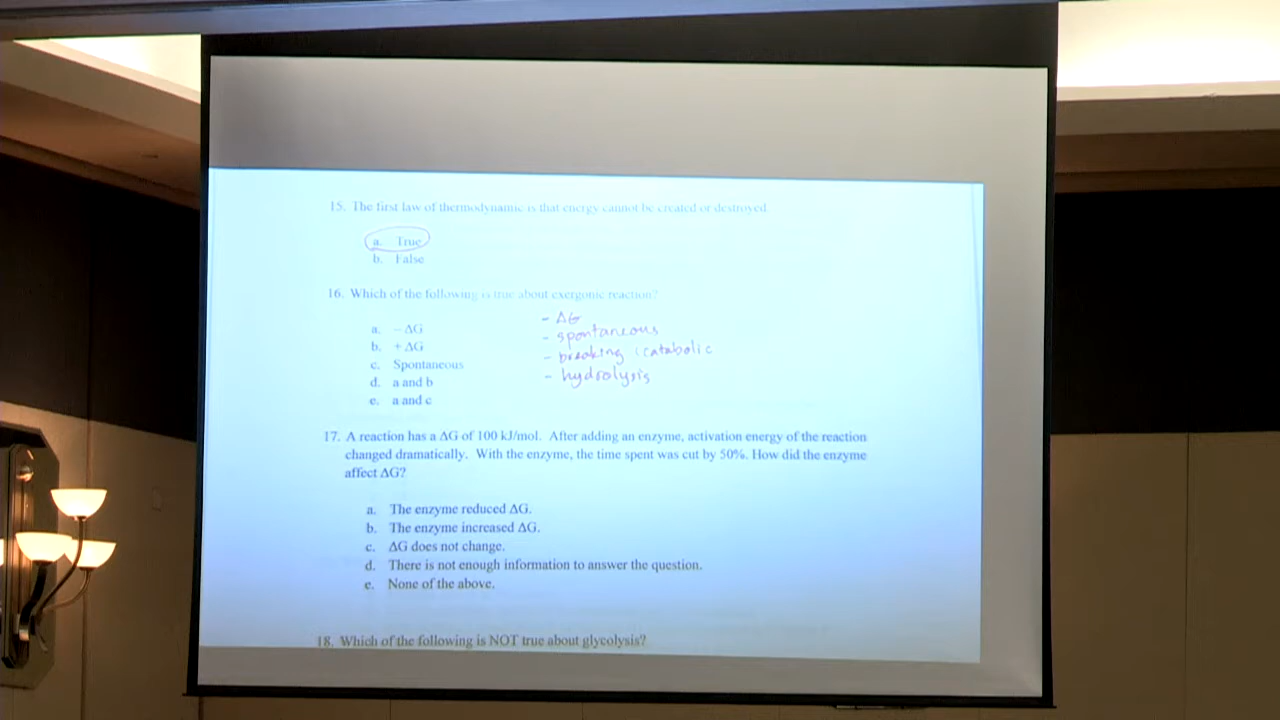 15. The first law of thermodynamic is that energy cannot be created or destroyed
a. True
b. False
16. Which of the following is true about exergonic reaction?
a. – ΔG
b. + ΔG
c. Spontaneous
d. a and b
e. a and c
- ΔG
- spontaneous
- breaking catabolic
- hydrolysis
17. A reaction has a ΔG of 100 kJ/mol. After adding an enzyme, activation energy of the reaction
changed dramatically. With the enzyme, the time spent was cut by 50%. How did the enzyme
affect ΔG?
a. The enzyme reduced ΔG.
b. The enzyme increased ΔG.
c. ΔG does not change.
d. There is not enough information to answer the question.
e. None of the above.
18. Which of the following is NOT true about glycolysis?